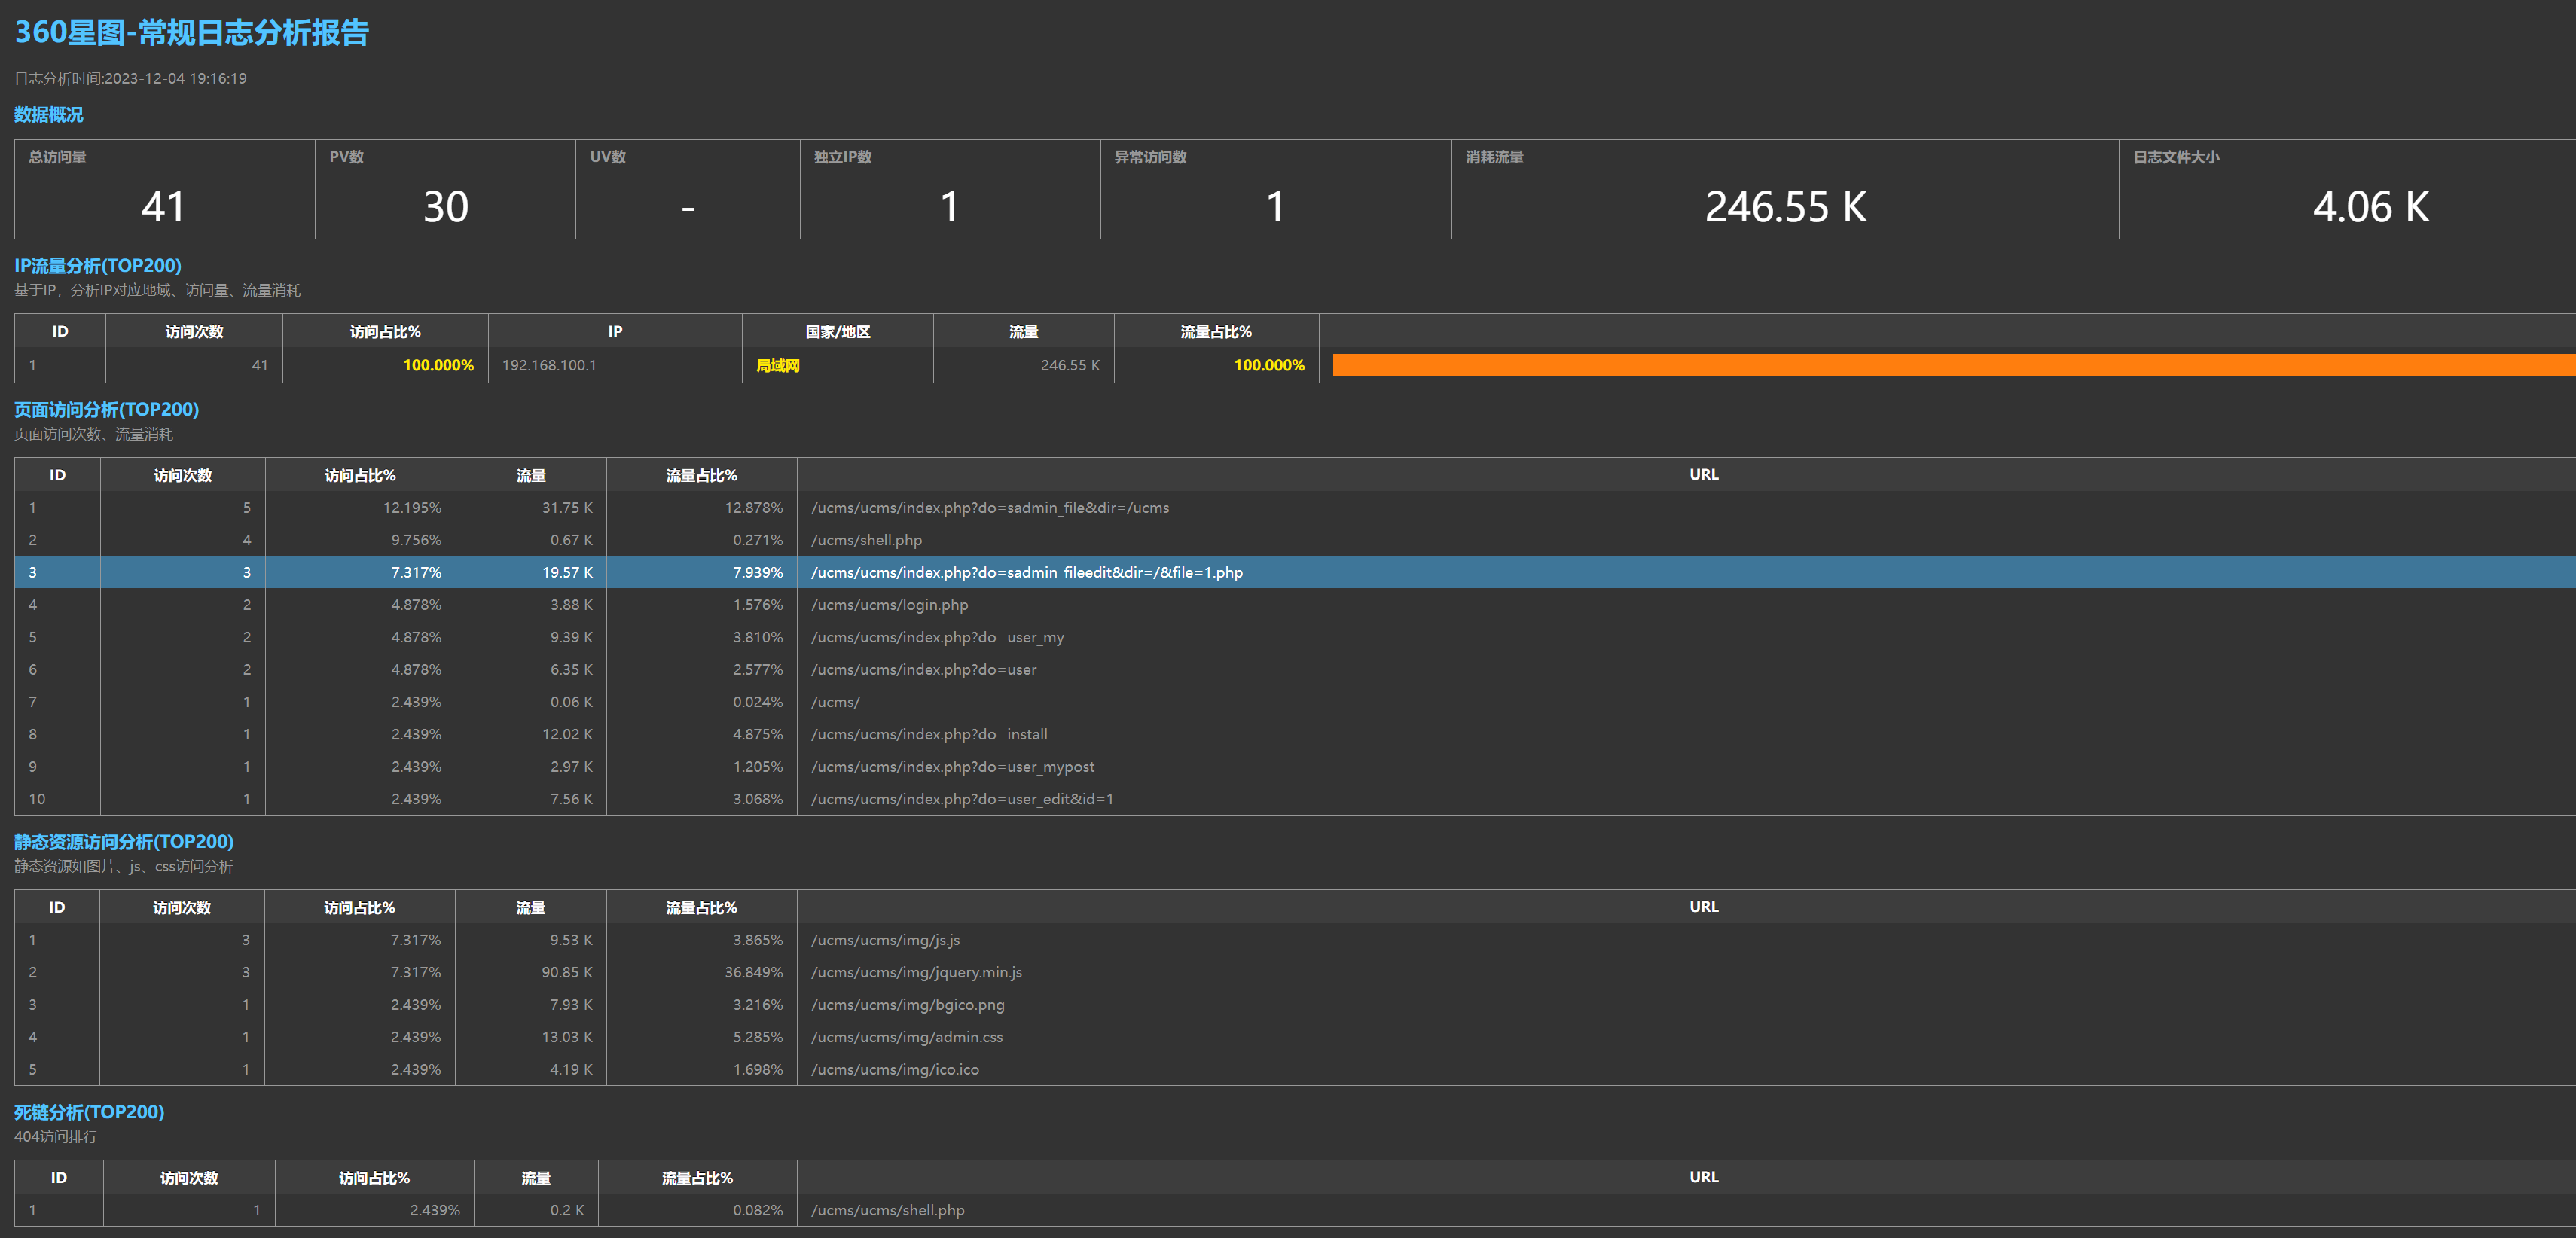 360星图-常规日志分析报告
日志分析时间:2023-12-04 19:16:19
数据概况
总访问量 PV数 UV数 独立IP数 异常访问数 消耗流量 日志文件大小
41 30 - 1 1 246.55 K 4.06 K
IP流量分析(TOP200)
基于IP，分析IP对应地域、访问量、流量消耗
ID 访问次数 访问占比% IP 国家/地区 流量 流量占比%
1 41 100.000% 192.168.100.1 局域网 246.55 K 100.000%
页面访问分析(TOP200)
页面访问次数、流量消耗
ID 访问次数 访问占比% 流量 流量占比% URL
1 5 12.195% 31.75 K 12.878% /ucms/ucms/index.php?do=sadmin_file&dir=/ucms
2 4 9.756% 0.67 K 0.271% /ucms/shell.php
3 3 7.317% 19.57 K 7.939% /ucms/ucms/index.php?do=sadmin_fileedit&dir=/&file=1.php
4 2 4.878% 3.88 K 1.576% /ucms/ucms/login.php
5 2 4.878% 9.39 K 3.810% /ucms/ucms/index.php?do=user_my
6 2 4.878% 6.35 K 2.577% /ucms/ucms/index.php?do=user
7 1 2.439% 0.06 K 0.024% /ucms/
8 1 2.439% 12.02 K 4.875% /ucms/ucms/index.php?do=install
9 1 2.439% 2.97 K 1.205% /ucms/ucms/index.php?do=user_mypost
10 1 2.439% 7.56 K 3.068% /ucms/ucms/index.php?do=user_edit&id=1
静态资源访问分析(TOP200)
静态资源如图片、js、css访问分析
ID 访问次数 访问占比% 流量 流量占比% URL
1 3 7.317% 9.53 K 3.865% /ucms/ucms/img/js.js
2 3 7.317% 90.85 K 36.849% /ucms/ucms/img/jquery.min.js
3 1 2.439% 7.93 K 3.216% /ucms/ucms/img/bgico.png
4 1 2.439% 13.03 K 5.285% /ucms/ucms/img/admin.css
5 1 2.439% 4.19 K 1.698% /ucms/ucms/img/ico.ico
死链分析(TOP200)
404访问排行
ID 访问次数 访问占比% 流量 流量占比% URL
1 1 2.439% 0.2 K 0.082% /ucms/ucms/shell.php